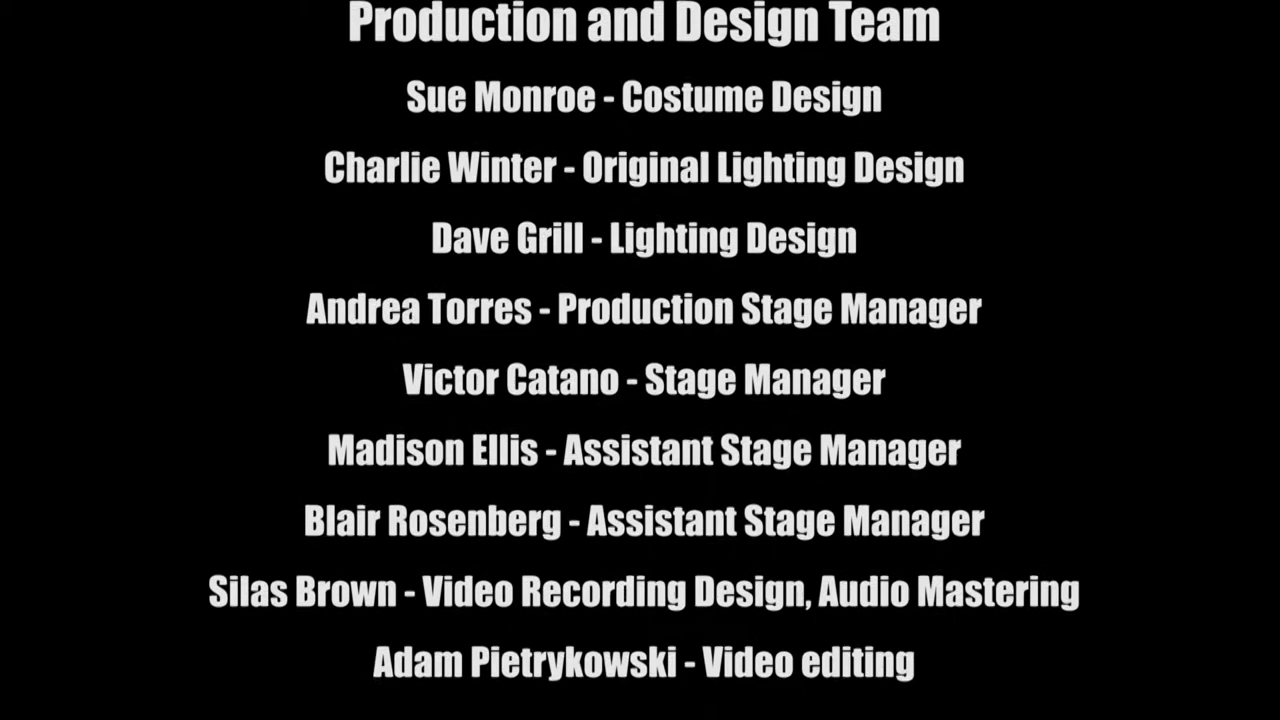 Production and Design Team
Sue Monroe - Costume Design
Charlie Winter - Original Lighting Design
Dave Grill - Lighting Design
Andrea Torres - Production Stage Manager
Victor Catano - Stage Manager
Madison Ellis - Assistant Stage Manager
Blair Rosenberg - Assistant Stage Manager
Silas Brown - Video Recording Design, Audio Mastering
Adam Pietrykowski - Video editing